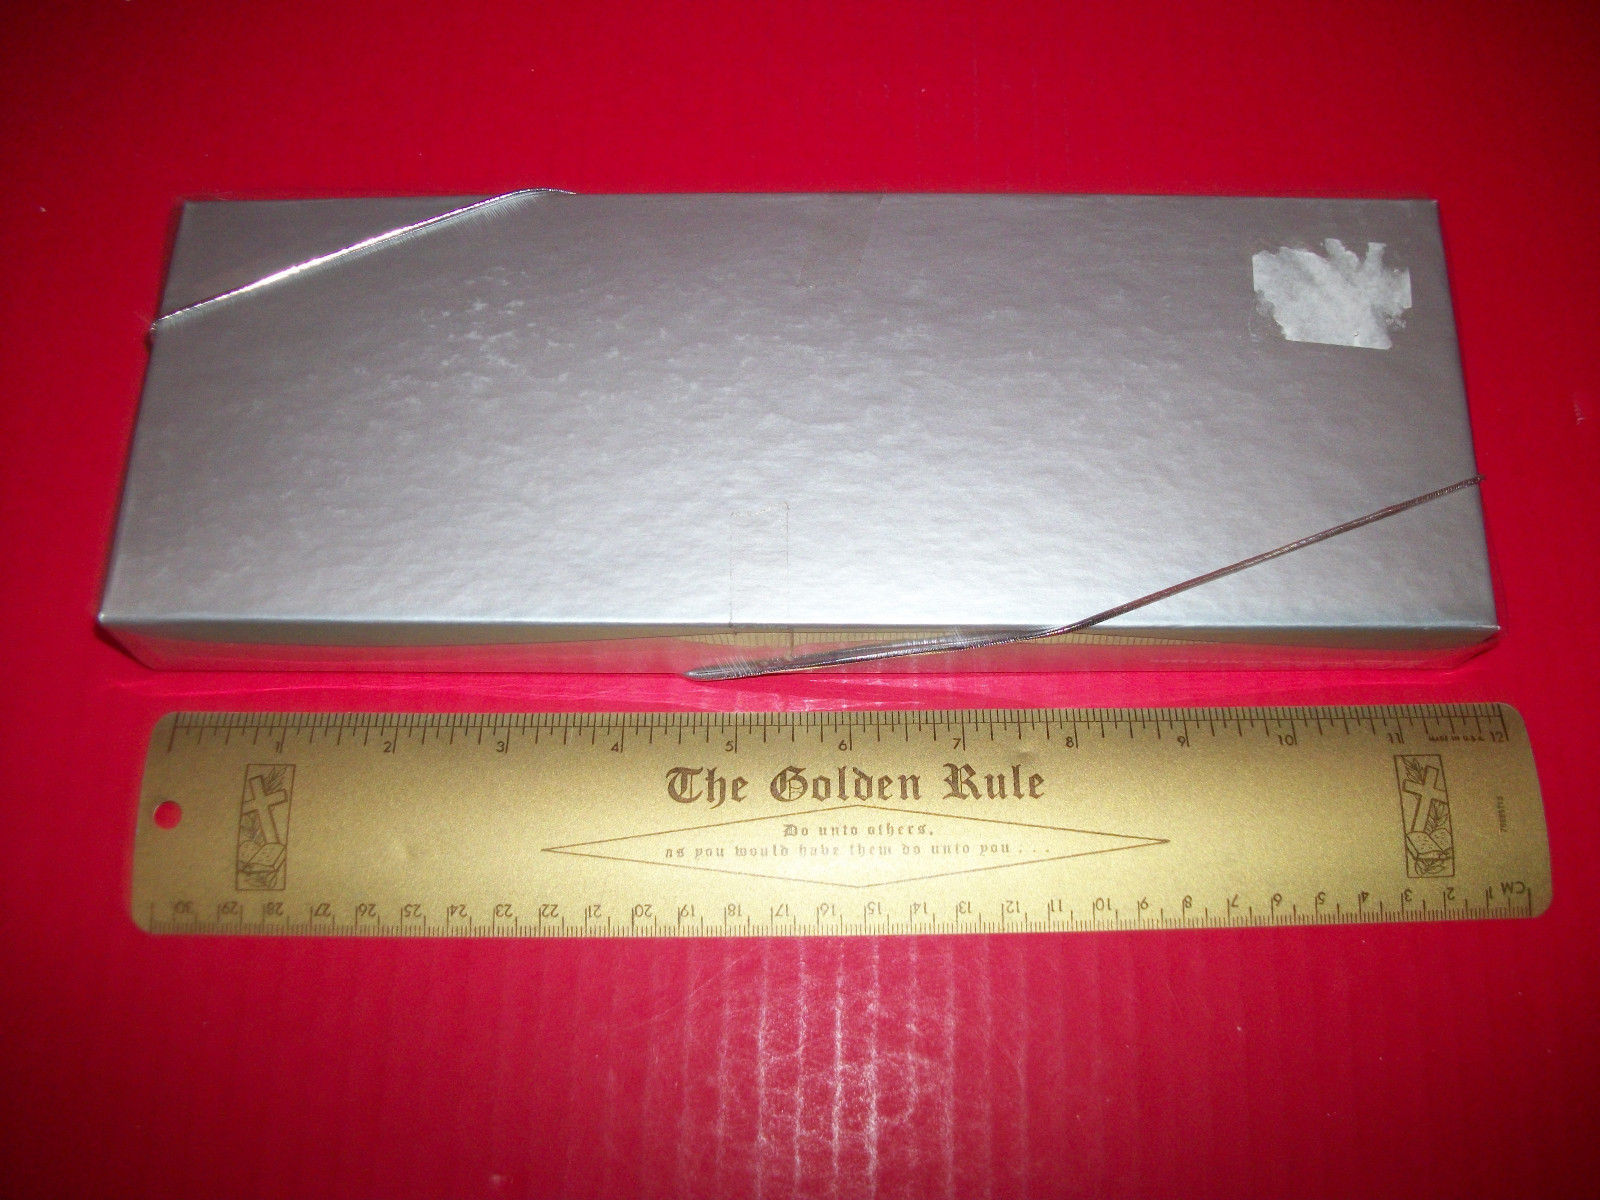 1 2 3 4 5 6 7 8 9 10 11 12
The Golden Rule
Do unto others,
as you would have them do unto you . . .
30 29 28 27 26 25 24 23 22 21 20 19 18 17 16 15 14 13 12 11 10 9 8 7 6 5 4 3 2 1 CM